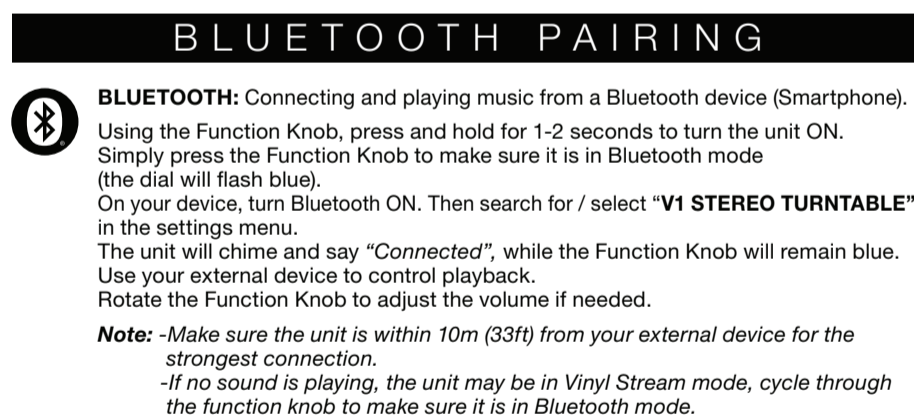 BLUETOOTH PAIRING
BLUETOOTH: Connecting and playing music from a Bluetooth device (Smartphone).
Using the Function Knob, press and hold for 1-2 seconds to turn the unit ON.
Simply press the Function Knob to make sure it is in Bluetooth mode
(the dial will flash blue).
On your device, turn Bluetooth ON. Then search for / select “V1 STEREO TURNTABLE”
in the settings menu.
The unit will chime and say “Connected”, while the Function Knob will remain blue.
Use your external device to control playback.
Rotate the Function Knob to adjust the volume if needed.
Note: -Make sure the unit is within 10m (33ft) from your external device for the
strongest connection.
-If no sound is playing, the unit may be in Vinyl Stream mode, cycle through
the function knob to make sure it is in Bluetooth mode.